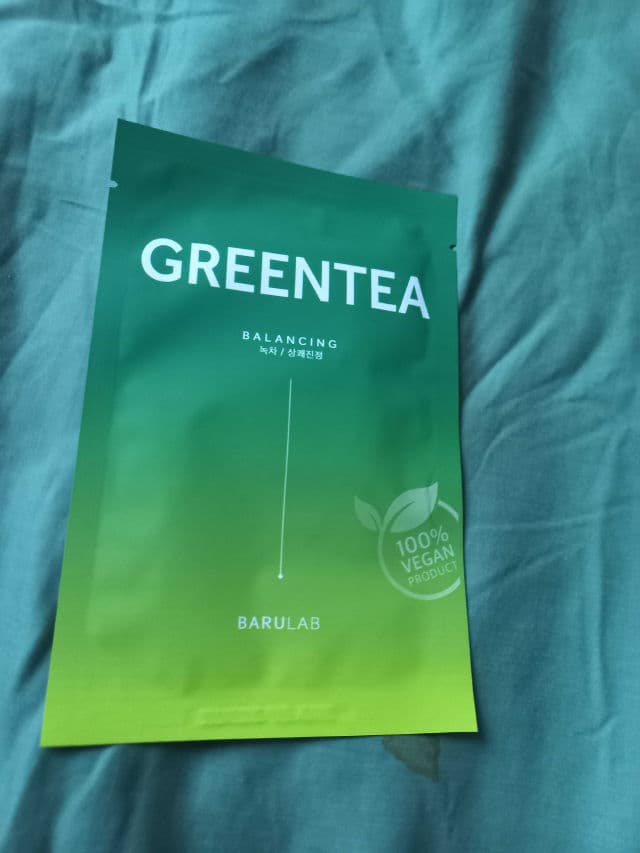 GREENTEA
BALANCING
녹차 / 상쾌진정
100%
VEGAN
PRODUCT
BARULAB